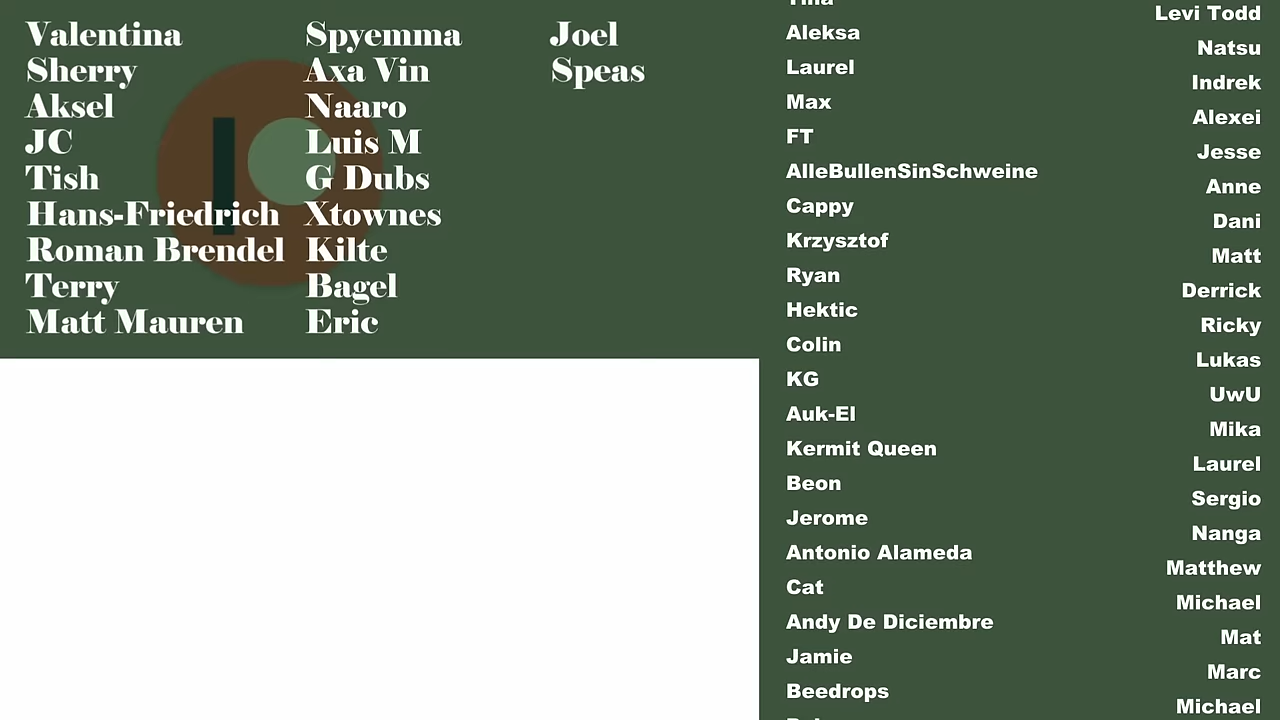 Valentina
Sherry
Aksel
JC
Tish
Hans-Friedrich
Roman Brendel
Terry
Matt Mauren
Spyemma
Axa Vin
Naaro
Luis M
G Dubs
Xtownes
Kilte
Bagel
Eric
Joel
Speas
Aleksa
Laurel
Max
FT
AlleBullenSinSchweine
Cappy
Krzysztof
Ryan
Hektic
Colin
KG
Auk-El
Kermit Queen
Beon
Jerome
Antonio Alameda
Cat
Andy De Diciembre
Jamie
Beedrops
Levi Todd
Natsu
Indrek
Alexei
Jesse
Anne
Dani
Matt
Derrick
Ricky
Lukas
UwU
Mika
Laurel
Sergio
Nanga
Matthew
Michael
Mat
Marc
Michael